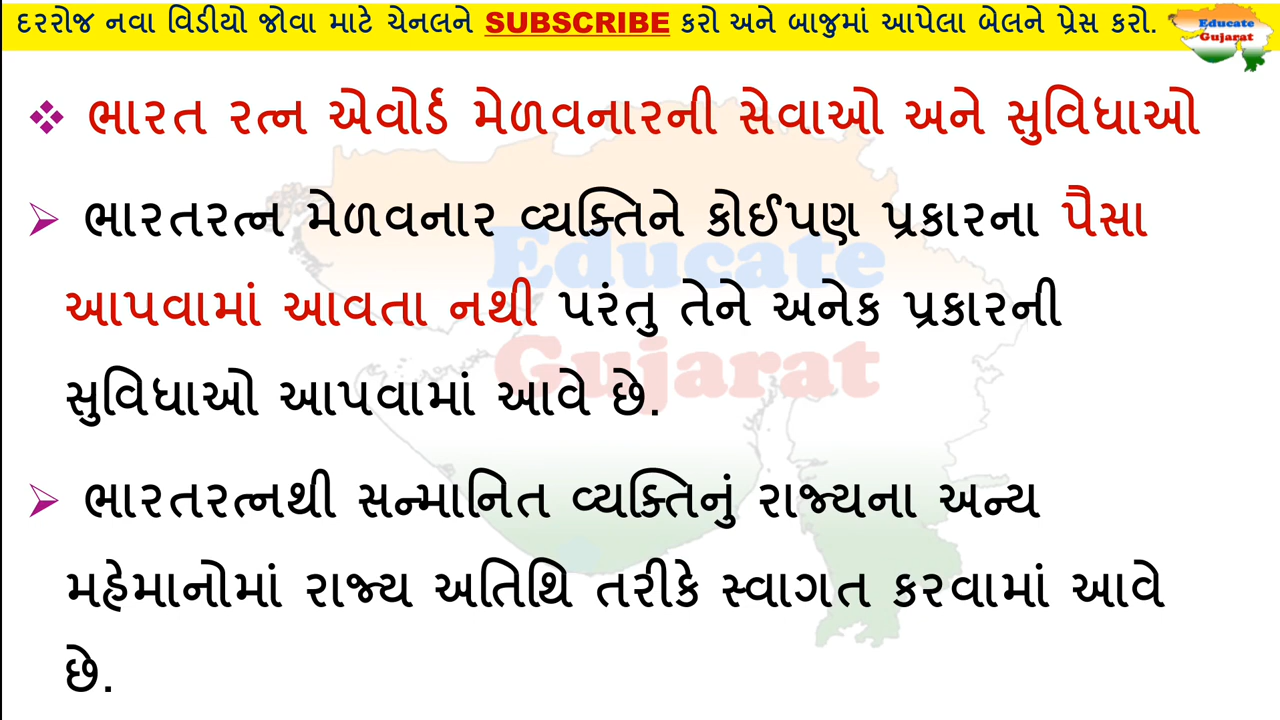 દરરોજ નવા વિડીયો જોવા માટે ચેનલને SUBSCRIBE કરો અને બાજુમાં આપેલા બેલને પ્રેસ કરો.
Educate
Gujarat
❖ ભારત રત્ન એવોર્ડ મેળવનારની સેવાઓ અને સુવિધાઓ
➢ ભારતરત્ન મેળવનાર વ્યક્તિને કોઈપણ પ્રકારના પૈસા
આપવામાં આવતા નથી પરંતુ તેને અનેક પ્રકારની
સુવિધાઓ આપવામાં આવે છે.
➢ ભારતરત્નથી સન્માનિત વ્યક્તિનું રાજ્યના અન્ય
મહેમાનોમાં રાજ્ય અતિથિ તરીકે સ્વાગત કરવામાં આવે
છે.
Educate
Gujarat